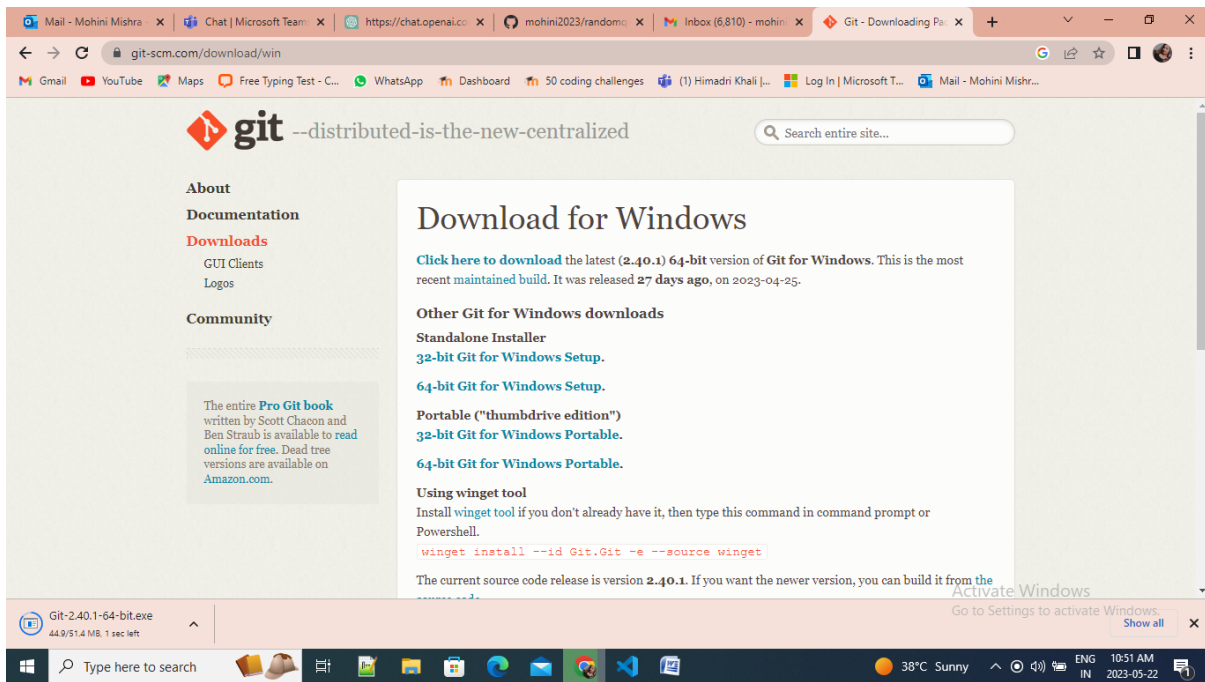 Mail - Mohini Mishra -
Chat | Microsoft Team
https://chat.openai.co
mohini2023/randomq
Inbox (6,810) - mohin
Git - Downloading Pac
git-scm.com/download/win
Gmail
YouTube
Maps
Free Typing Test - C...
WhatsApp
Dashboard
50 coding challenges
(1) Himadri Khali |...
Log In | Microsoft T...
Mail - Mohini Mishr...
git --distributed-is-the-new-centralized
Search entire site...
About
Documentation
Downloads
GUI Clients
Logos
Community
The entire Pro Git book
written by Scott Chacon and
Ben Straub is available to read
online for free. Dead tree
versions are available on
Amazon.com.
Download for Windows
Click here to download the latest (2.40.1) 64-bit version of Git for Windows. This is the most
recent maintained build. It was released 27 days ago, on 2023-04-25.
Other Git for Windows downloads
Standalone Installer
32-bit Git for Windows Setup.
64-bit Git for Windows Setup.
Portable ("thumbdrive edition")
32-bit Git for Windows Portable.
64-bit Git for Windows Portable.
Using winget tool
Install winget tool if you don't already have it, then type this command in command prompt or
Powershell.
winget install --id Git.Git -e --source winget
The current source code release is version 2.40.1. If you want the newer version, you can build it from the
Activate Windows
Go to Settings to activate Windows.
Git-2.40.1-64-bit.exe
44.9/51.4 MB, 1 sec left
Show all
Type here to search
38°C Sunny
ENG
IN
10:51 AM
2023-05-22